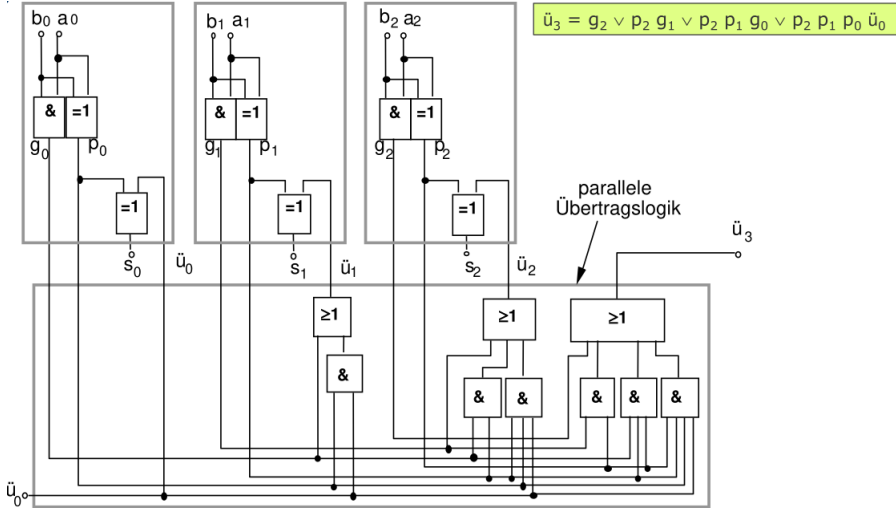 b0 a0
b1 a1
b2 a2
ü3 = g2 ∨ p2 g1 ∨ p2 p1 g0 ∨ p2 p1 p0 ü0
& =1
& =1
& =1
g0 p0
g1 p1
g2 p2
=1
=1
=1
parallele
Übertragslogik
s0 ü0
s1 ü1
s2 ü2
ü3
≥1
≥1
≥1
&
& &
& & &
ü0